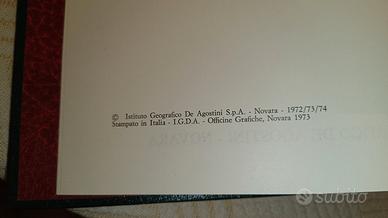 © Istituto Geografico De Agostini S.p.A. - Novara - 1972/73/74
Stampato in Italia - I.G.D.A. - Officine Grafiche, Novara 1973
subito